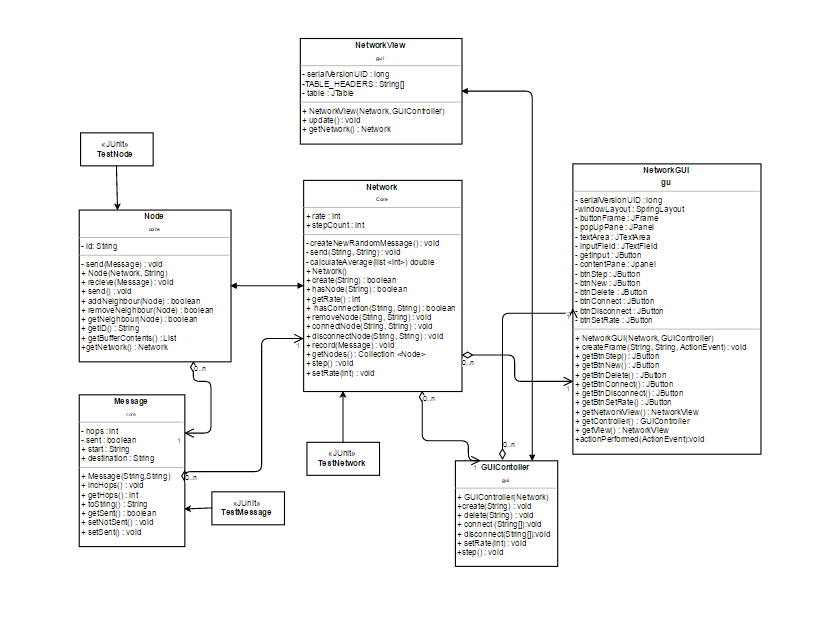 NetworkView
gui
- serialVersionUID : long
-TABLE_HEADERS : String[]
- table : JTable
+ NetworkView(Network,GUIController)
+ update() : void
+ getNetwork() : Network
«JUnit»
TestNode
Node
core
- id: String
- send(Message) : void
+ Node(Network, String)
+ recieve(Message) : void
+ send() : void
+ addNeighbour(Node) : boolean
+ removeNeighbour(Node) : boolean
+ getNeighbour(Node) : boolean
+ getID() : String
+ getBufferContents() : List
+ getNetwork() : Network
0..n
Network
Core
+ rate : int
+ stepCount : int
- createNewRandomMessage() : void
- send(String, String) : void
- calculateAverage(list <int>) double
+ Network()
+ create(String) : boolean
+ hasNode(String) : boolean
+ getRate() : int
+ hasConnection(String, String) : boolean
+ removeNode(String, String) : void
+ connectNode(String, String) : void
+ disconnectNode(String, String) : void
+ record(Message) : void
+ getNodes() : Collection <Node>
+ step() : void
+ setRate(int) : void
1
0..n
0..n
NetworkGUI
gu
- serialVersionUID : long
-windowLayout : SpringLayout
- buttonFrame : JFrame
- popUpPane : JPanel
- textArea : JTextArea
- inputField : JTextField
- getInput : JButton
- contentPane : Jpanel
- btnStep : JButton
- btnNew : JButton
- btnDelete : JButton
- btnConnect : JButton
- btnDisconnect : JButton
- btnSetRate : JButton
+ NetworkGUI(Network, GUIController)
+ createFrame(String, String, ActionEvent) : void
+ getBtnStep() : JButton
+ getBtnNew() : JButton
+ getBtnDelete() : JButton
+ getBtnConnect() : JButton
+ getBtnDisconnect() : JButton
+ getBtnSetRate() : JButton
+ getNetworkView() : NetworkView
+ getController() : GUIController
+ getView() : NetworkView
+actionPerformed(ActionEvent):void
1
1
Message
core
- hops : int
- sent : boolean
+ start : String
+ destination : String
+ Message(String,String)
+ incHops() : void
+ getHops() : int
+ toString() : String
+ getSent() : boolean
+ setNotSent() : void
+ setSent() : void
1
0..n
«JUnit»
TestMessage
«JUnit»
TestNetwork
0..n
1
GUIContoller
gui
+ GUIController(Network)
+create(String) : void
+ delete(String) : void
+ connect (String[]):void
+ disconnect(String[]):void
+ setRate(int) : void
+step() : void